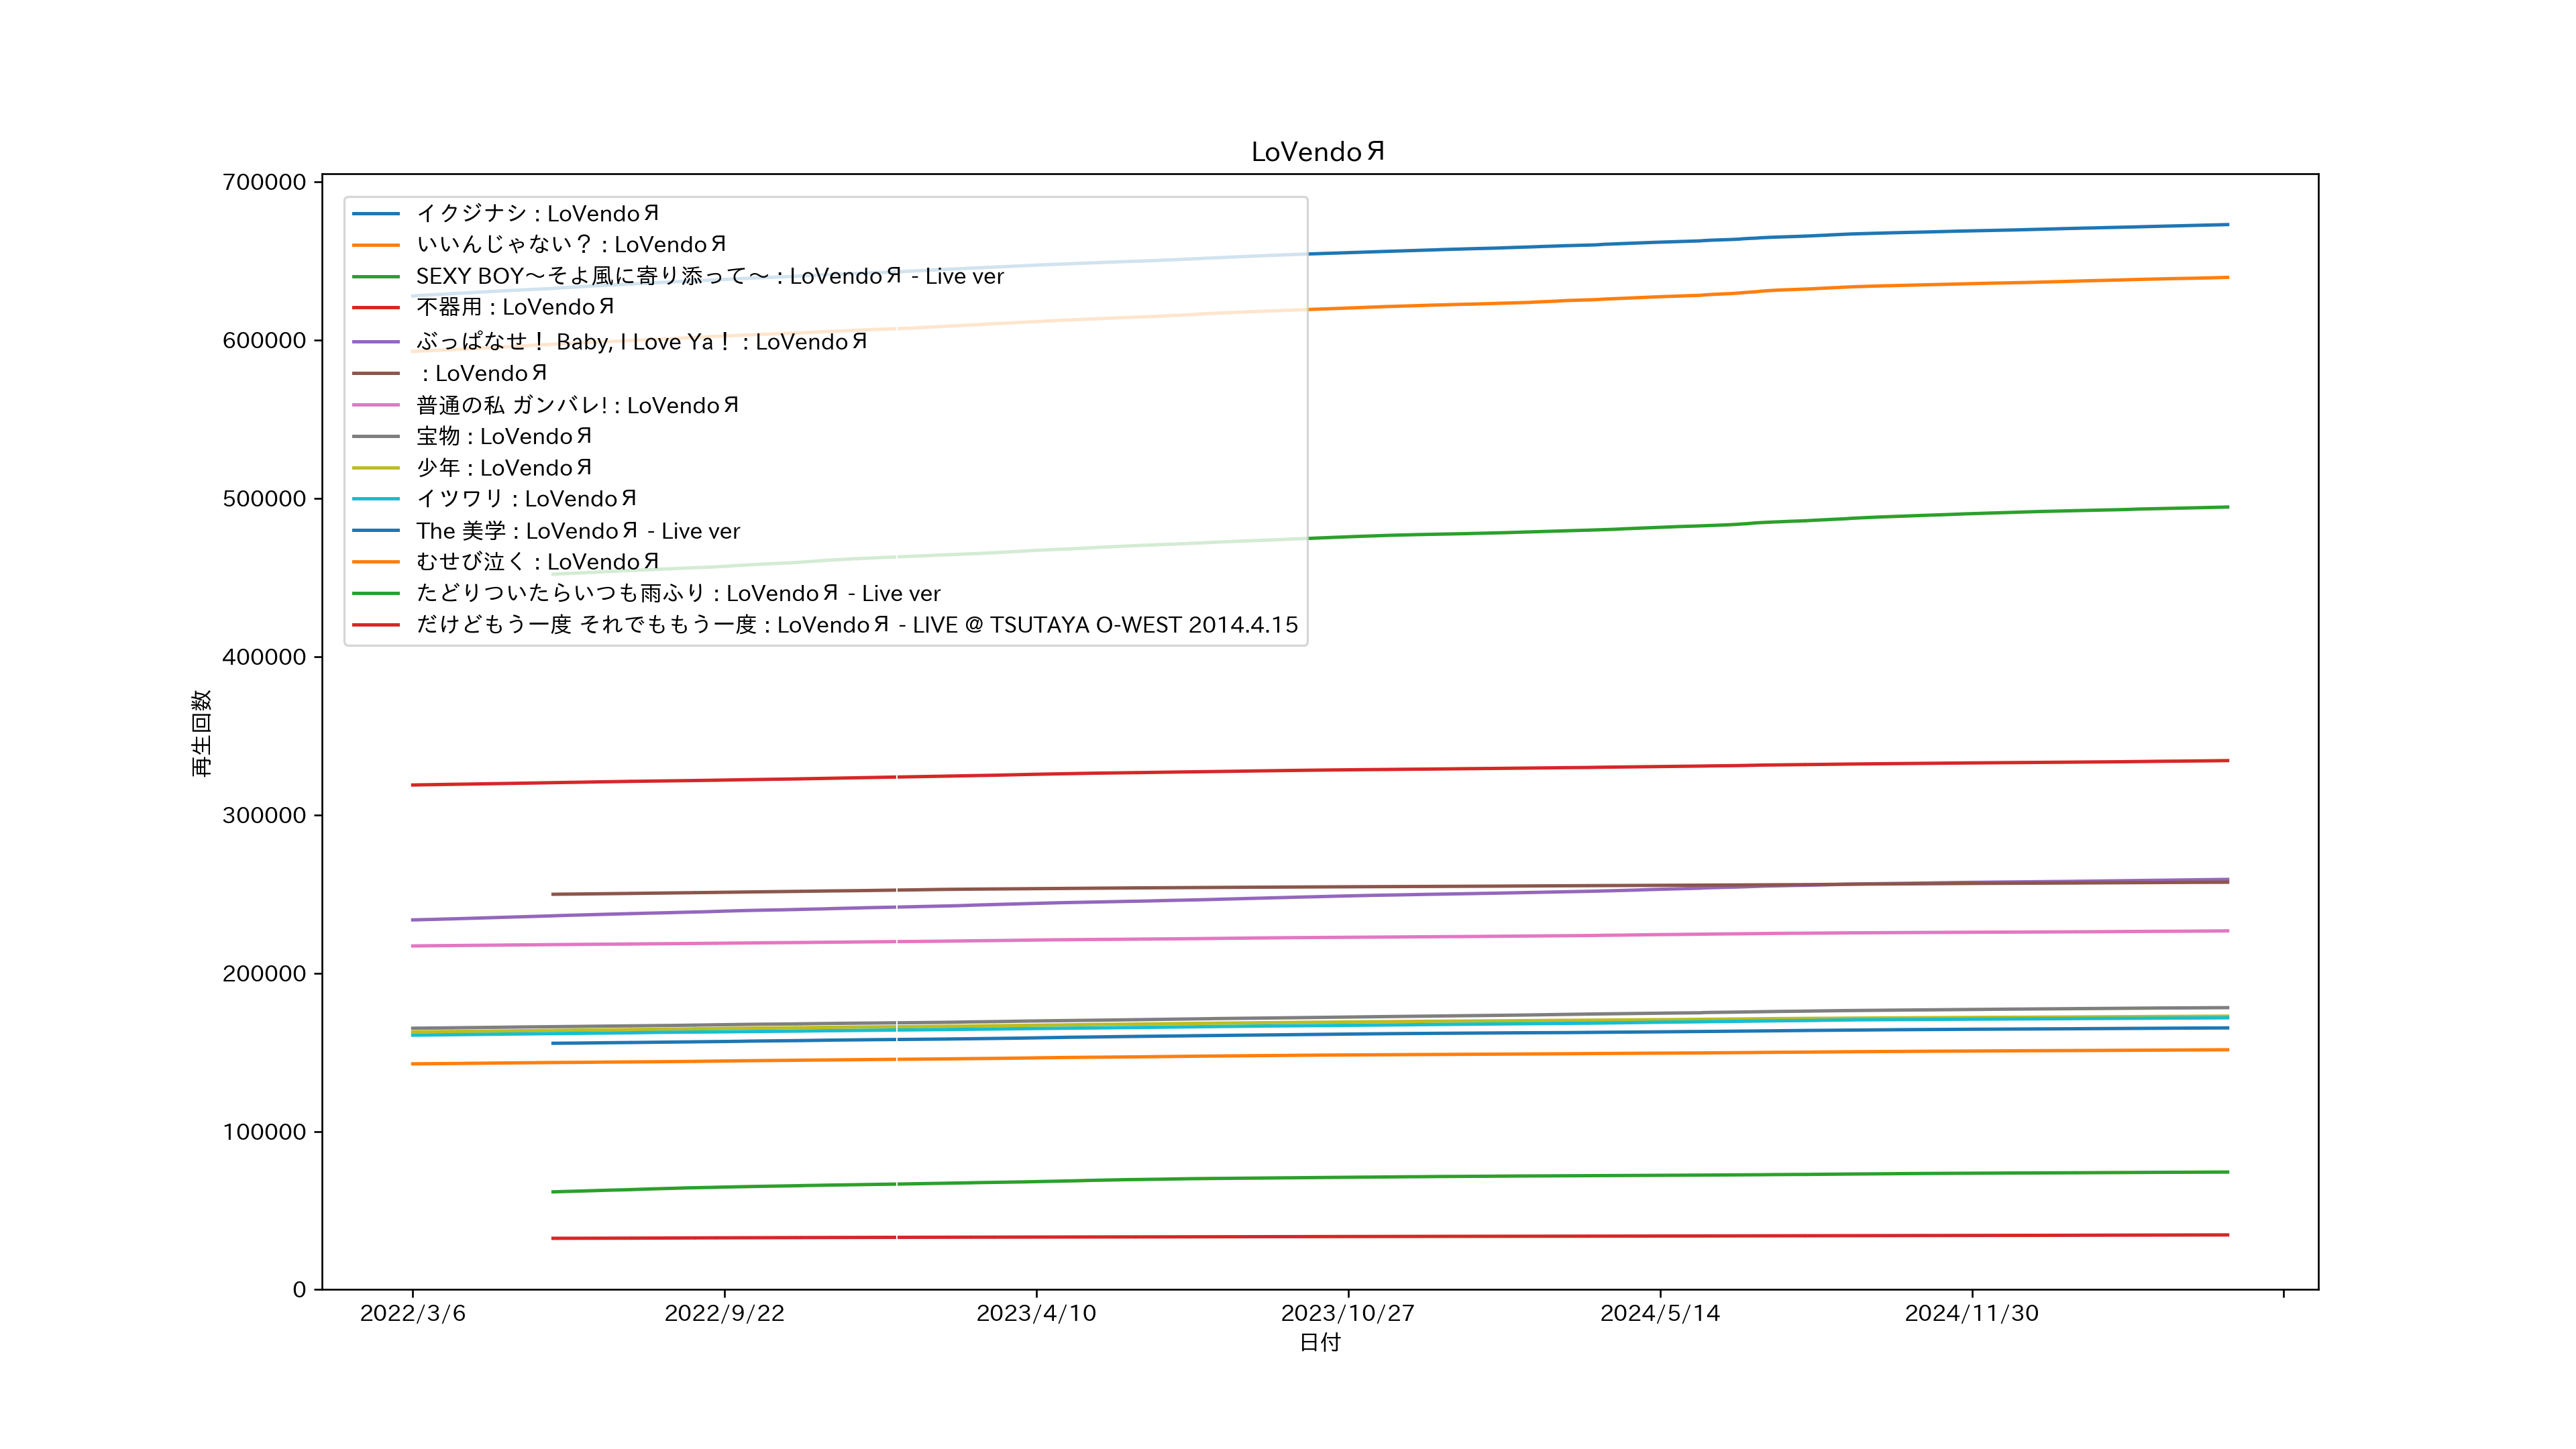 LoVendoЯ
700000
600000
500000
400000
300000
200000
100000
0
再生回数
イクジナシ : LoVendoЯ
いいんじゃない？ : LoVendoЯ
SEXY BOY～そよ風に寄り添って～ : LoVendoЯ - Live ver
不器用 : LoVendoЯ
ぶっぱなせ！ Baby, I Love Ya！ : LoVendoЯ
: LoVendoЯ
普通の私 ガンバレ! : LoVendoЯ
宝物 : LoVendoЯ
少年 : LoVendoЯ
イツワリ : LoVendoЯ
The 美学 : LoVendoЯ - Live ver
むせび泣く : LoVendoЯ
たどりついたらいつも雨ふり : LoVendoЯ - Live ver
だけどもう一度 それでももう一度 : LoVendoЯ - LIVE @ TSUTAYA O-WEST 2014.4.15
2022/3/6 2022/9/22 2023/4/10 2023/10/27 2024/5/14 2024/11/30
日付